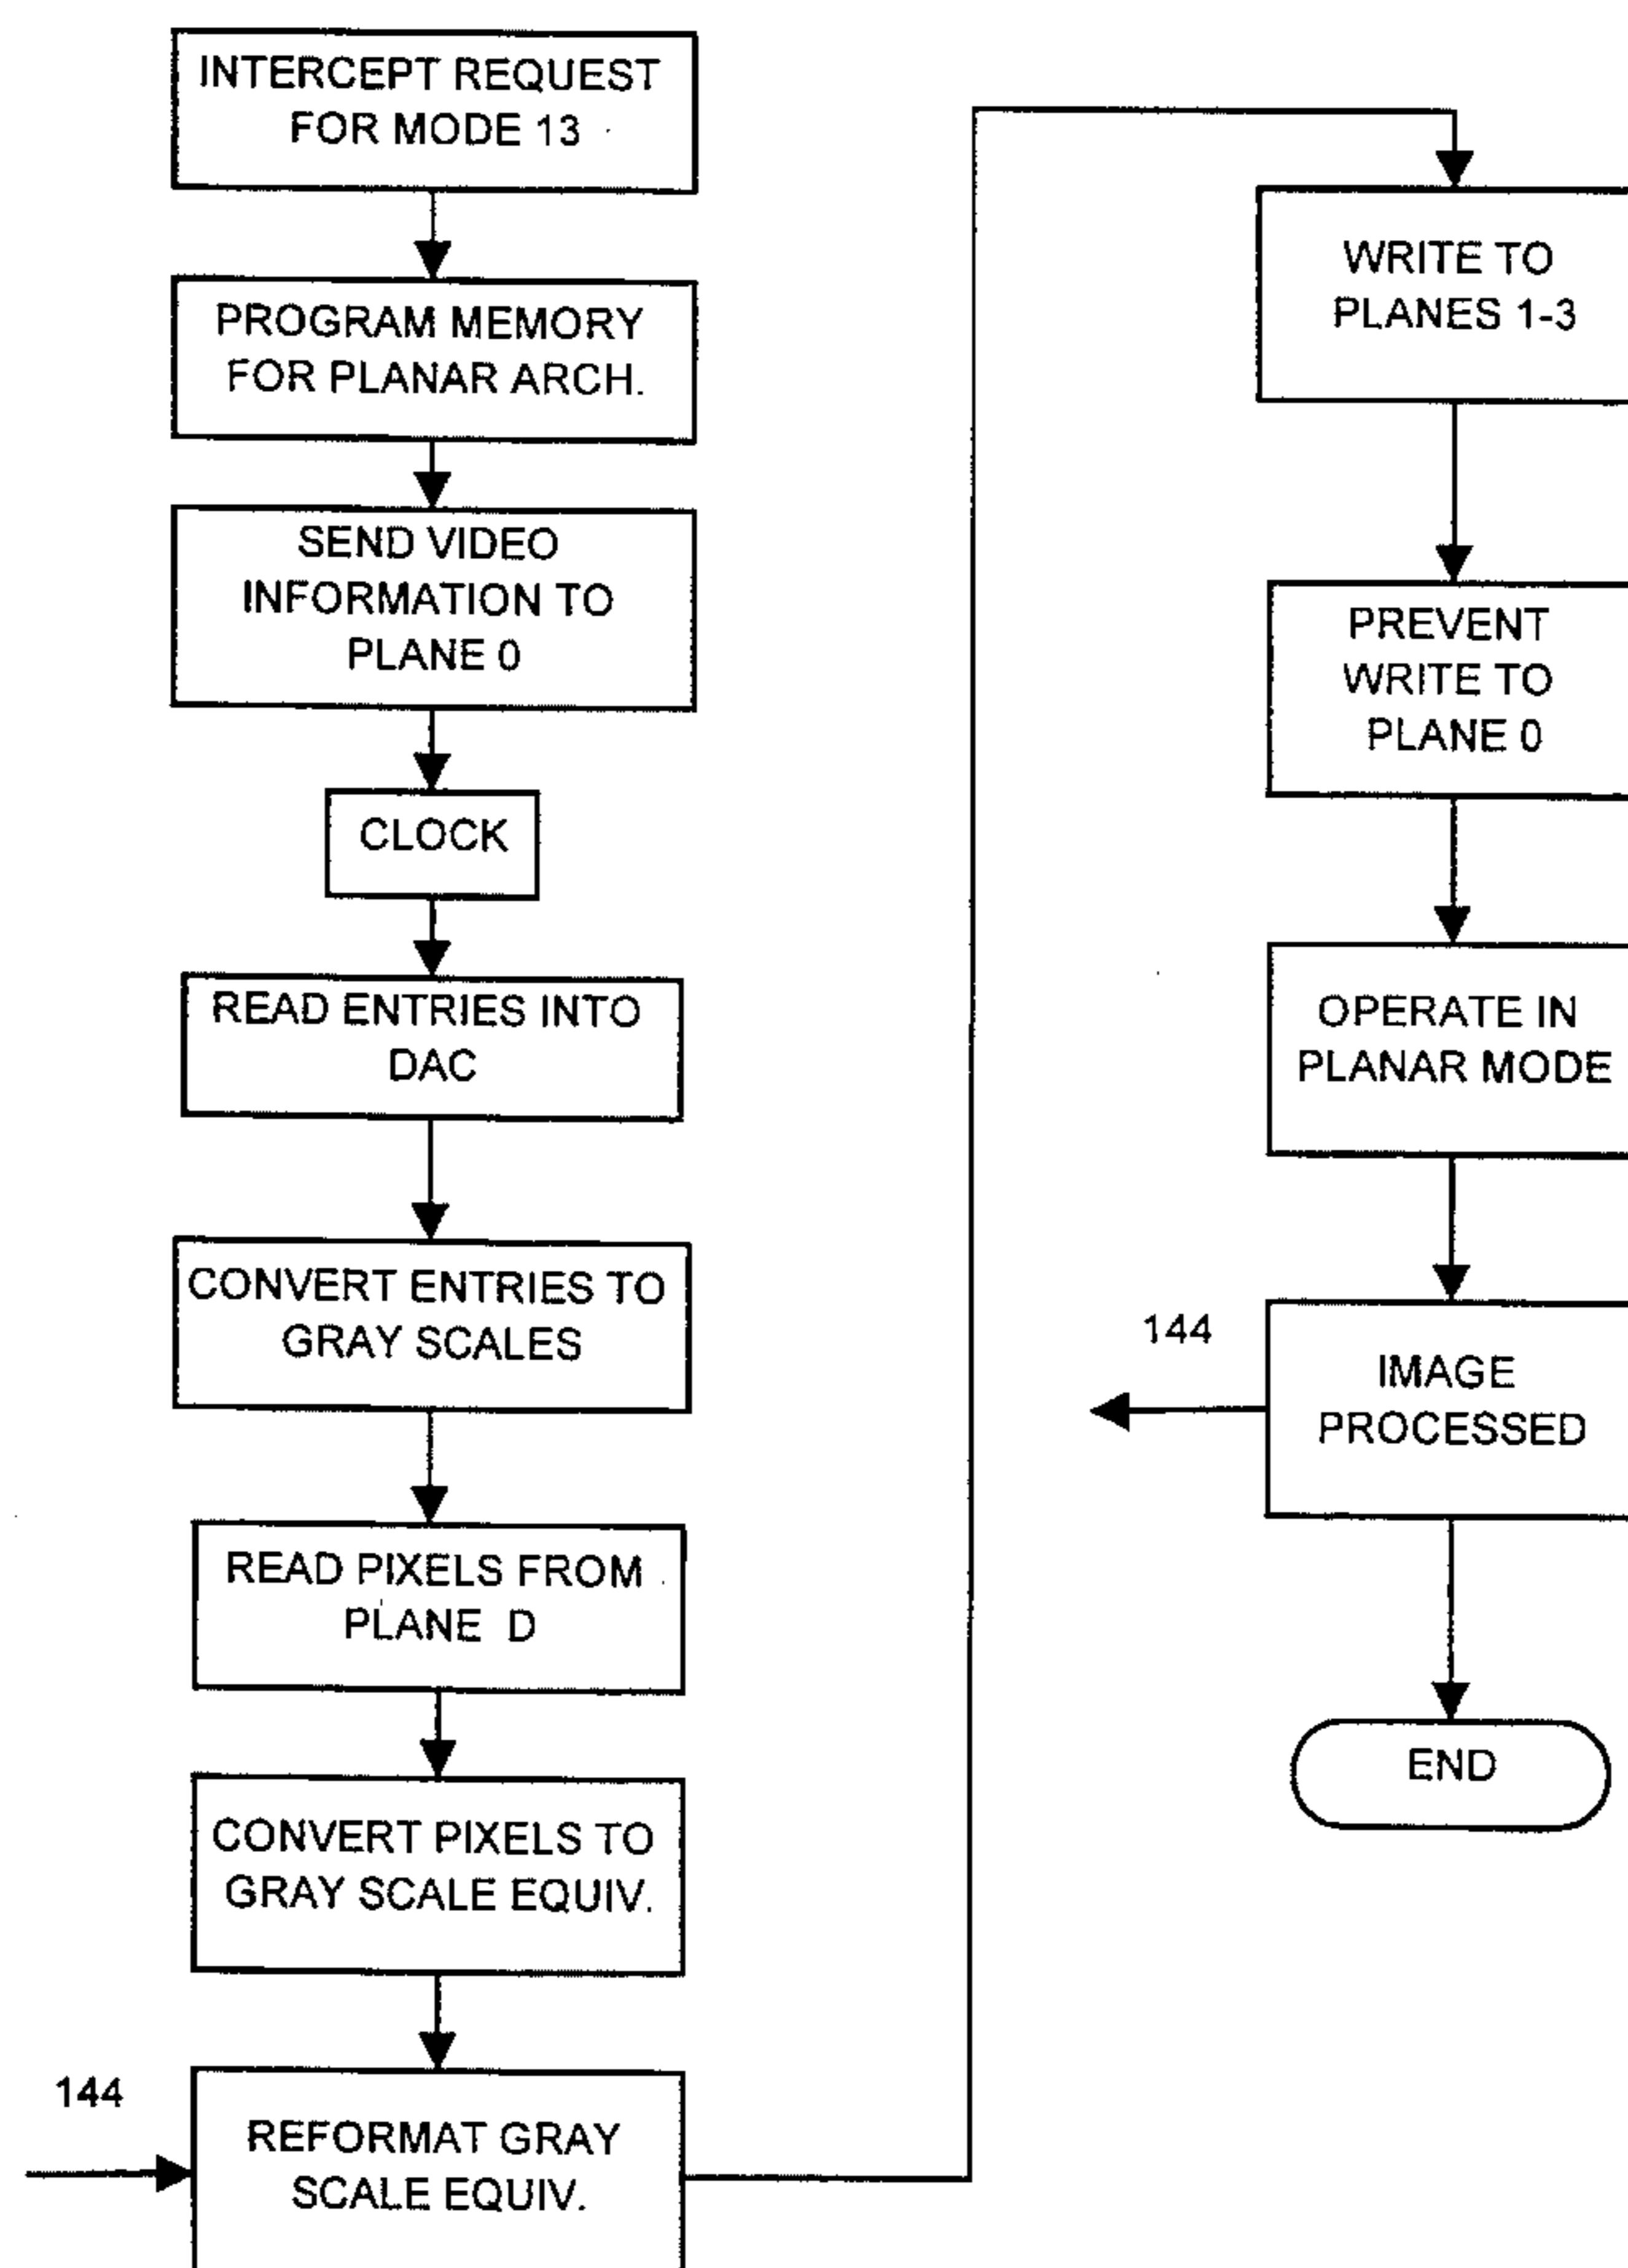 INTERCEPT REQUEST
FOR MODE 13
PROGRAM MEMORY
FOR PLANAR ARCH.
SEND VIDEO
INFORMATION TO
PLANE 0
CLOCK
READ ENTRIES INTO
DAC
CONVERT ENTRIES TO
GRAY SCALES
READ PIXELS FROM
PLANE D
CONVERT PIXELS TO
GRAY SCALE EQUIV.
144
REFORMAT GRAY
SCALE EQUIV.
WRITE TO
PLANES 1-3
PREVENT
WRITE TO
PLANE 0
OPERATE IN
PLANAR MODE
144
IMAGE
PROCESSED
END